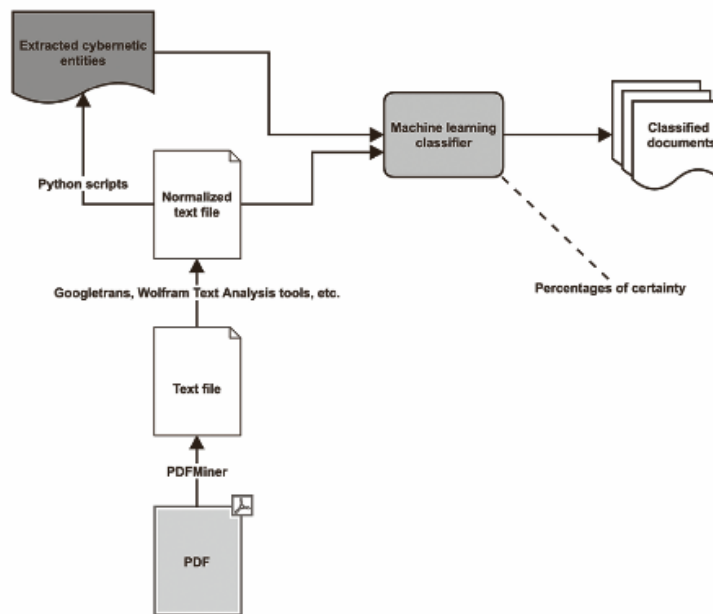 Extracted cybernetic
entities
Machine learning
classifier
Classified
documents
Python scripts
Normalized
text file
Googletrans, Wolfram Text Analysis tools, etc.
Percentages of certainty
Text file
PDFMiner
PDF